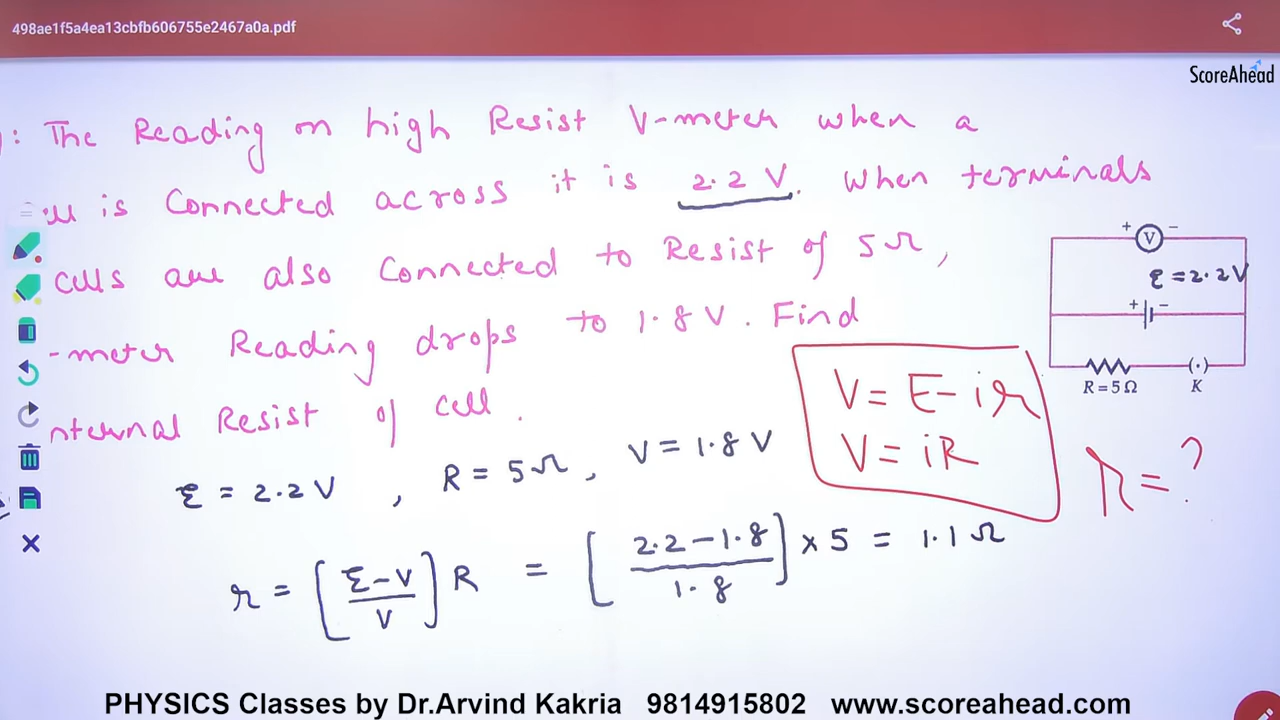 498ae1f5a4ea13cbfb606755e2467a0a.pdf
ScoreAhead
: The Reading on high Resist V-meter when a
is Connected across it is 2.2 V. When terminals
cells are also Connected to Resist of 5Ω,
-meter Reading drops to 1.8 V. Find
nternal Resist of cell.
+ V -
ε = 2.2V
+ -
R = 5 Ω K
V = E - ir
V = iR
r = ?
ε = 2.2 V , R = 5Ω , V = 1.8 V
r = [ε-V/V] R = [2.2-1.8/1.8] × 5 = 1.1 Ω
PHYSICS Classes by Dr.Arvind Kakria 9814915802 www.scoreahead.com